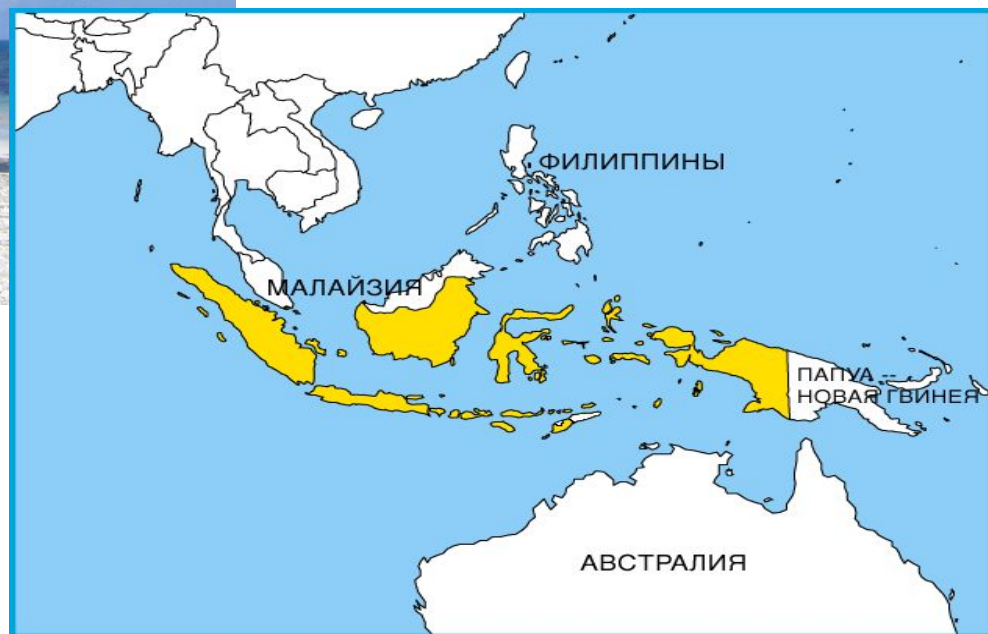 ФИЛИППИНЫ
МАЛАЙЗИЯ
ПАПУА --
НОВАЯ ГВИНЕЯ
АВСТРАЛИЯ